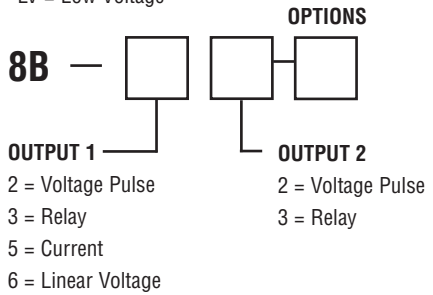 LV = Low Voltage
OPTIONS
8B —
OUTPUT 1
2 = Voltage Pulse
3 = Relay
5 = Current
6 = Linear Voltage
OUTPUT 2
2 = Voltage Pulse
3 = Relay